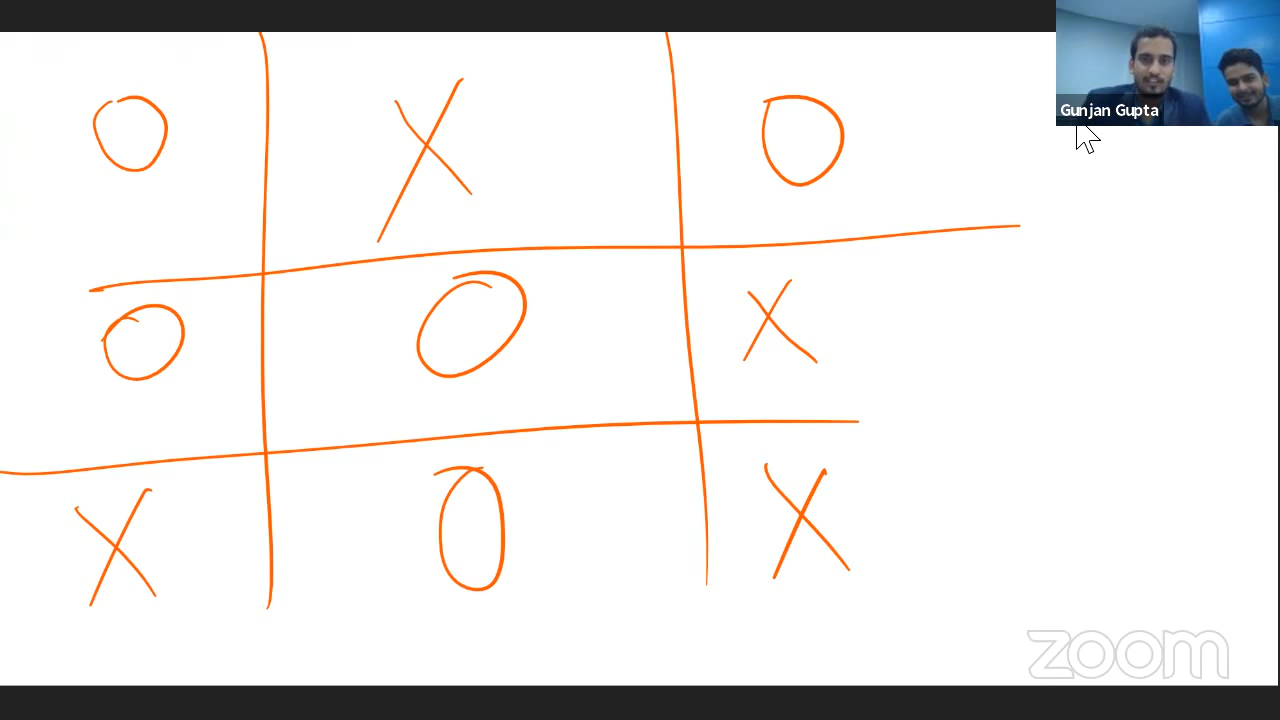 O X O
Gunjan Gupta
O O X
X O X
zoom